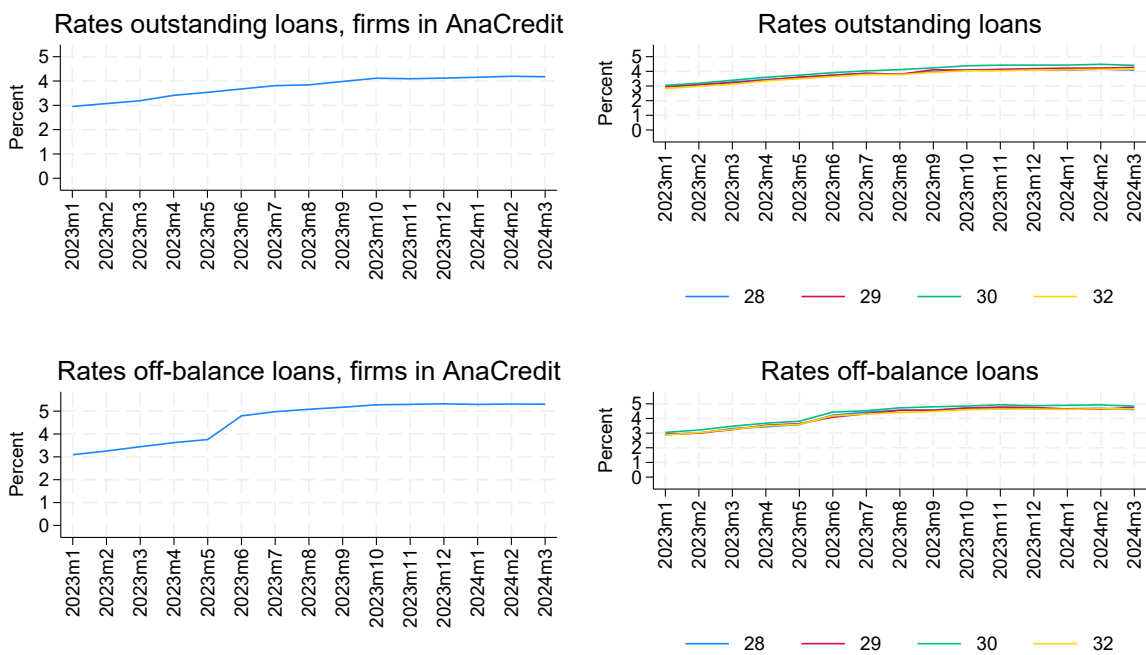 Rates outstanding loans, firms in AnaCredit
Percent
5
4
3
2
1
0
2023m1
2023m2
2023m3
2023m4
2023m5
2023m6
2023m7
2023m8
2023m9
2023m10
2023m11
2023m12
2024m1
2024m2
2024m3
Rates outstanding loans
Percent
5
4
3
2
1
0
2023m1
2023m2
2023m3
2023m4
2023m5
2023m6
2023m7
2023m8
2023m9
2023m10
2023m11
2023m12
2024m1
2024m2
2024m3
28 29 30 32
Rates off-balance loans, firms in AnaCredit
Percent
5
4
3
2
1
0
2023m1
2023m2
2023m3
2023m4
2023m5
2023m6
2023m7
2023m8
2023m9
2023m10
2023m11
2023m12
2024m1
2024m2
2024m3
Rates off-balance loans
Percent
5
4
3
2
1
0
2023m1
2023m2
2023m3
2023m4
2023m5
2023m6
2023m7
2023m8
2023m9
2023m10
2023m11
2023m12
2024m1
2024m2
2024m3
28 29 30 32